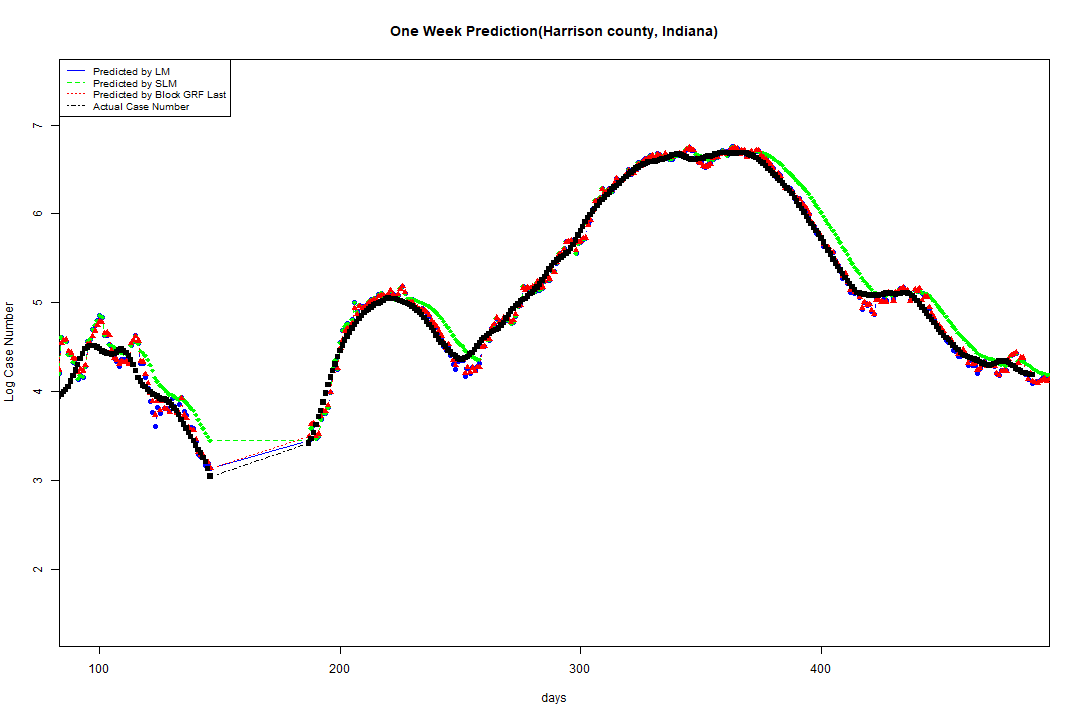 One Week Prediction(Harrison county, Indiana)
Predicted by LM
Predicted by SLM
Predicted by Block GRF Last
Actual Case Number
7
6
5
4
3
2
Log Case Number
100 200 300 400
days